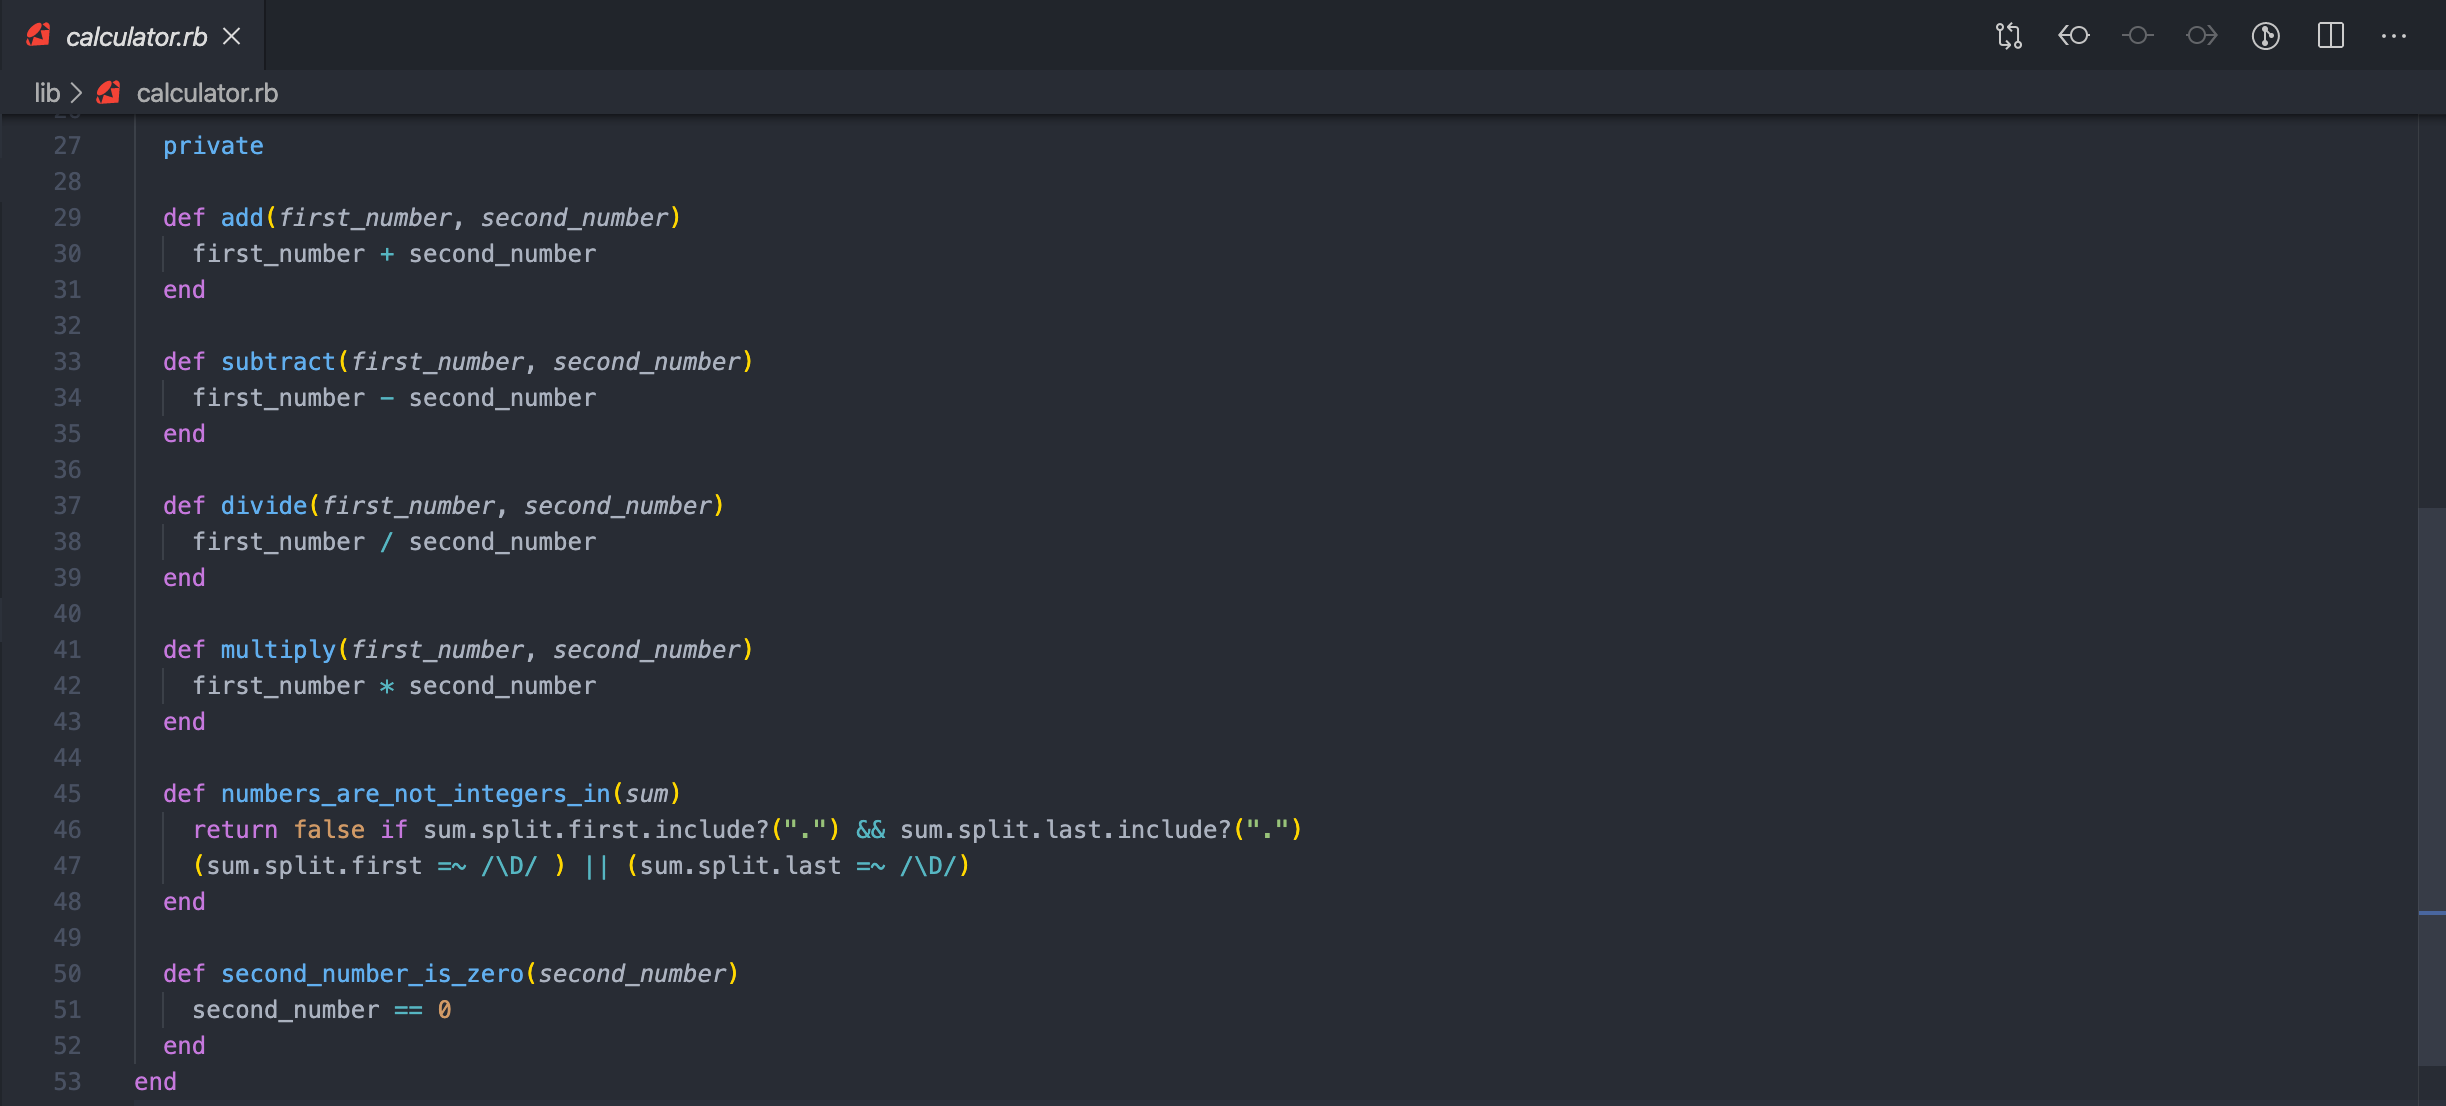 calculator.rb
lib > calculator.rb
27 private
28
29 def add(first_number, second_number)
30 first_number + second_number
31 end
32
33 def subtract(first_number, second_number)
34 first_number - second_number
35 end
36
37 def divide(first_number, second_number)
38 first_number / second_number
39 end
40
41 def multiply(first_number, second_number)
42 first_number * second_number
43 end
44
45 def numbers_are_not_integers_in(sum)
46 return false if sum.split.first.include?(".") && sum.split.last.include?(".")
47 (sum.split.first =~ /\D/ ) || (sum.split.last =~ /\D/)
48 end
49
50 def second_number_is_zero(second_number)
51 second_number == 0
52 end
53 end